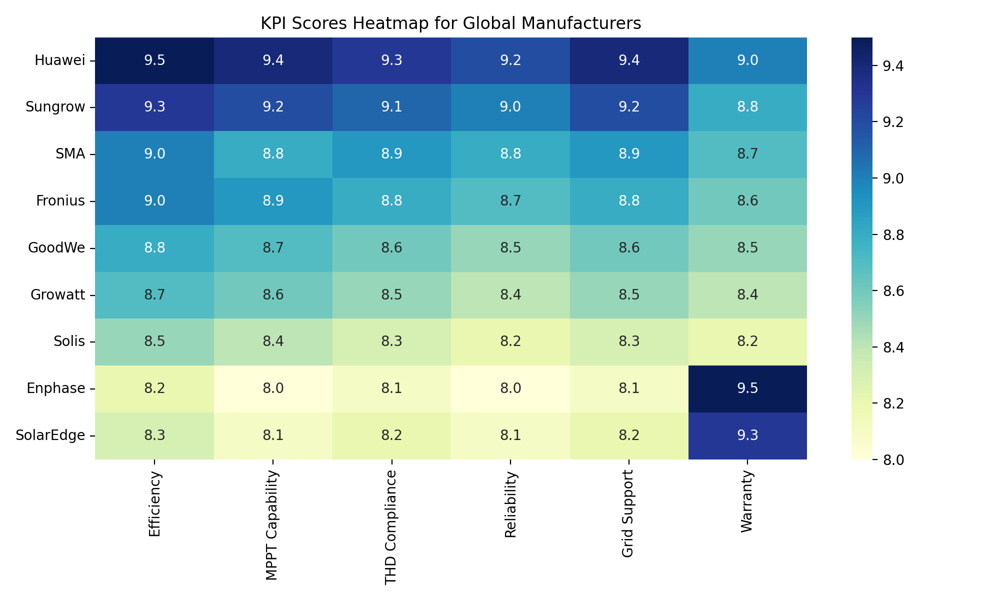 KPI Scores Heatmap for Global Manufacturers
Huawei 9.5 9.4 9.3 9.2 9.4 9.0
Sungrow 9.3 9.2 9.1 9.0 9.2 8.8
SMA 9.0 8.8 8.9 8.8 8.9 8.7
Fronius 9.0 8.9 8.8 8.7 8.8 8.6
GoodWe 8.8 8.7 8.6 8.5 8.6 8.5
Growatt 8.7 8.6 8.5 8.4 8.5 8.4
Solis 8.5 8.4 8.3 8.2 8.3 8.2
Enphase 8.2 8.0 8.1 8.0 8.1 9.5
SolarEdge 8.3 8.1 8.2 8.1 8.2 9.3
Efficiency
MPPT Capability
THD Compliance
Reliability
Grid Support
Warranty
9.4
9.2
9.0
8.8
8.6
8.4
8.2
8.0